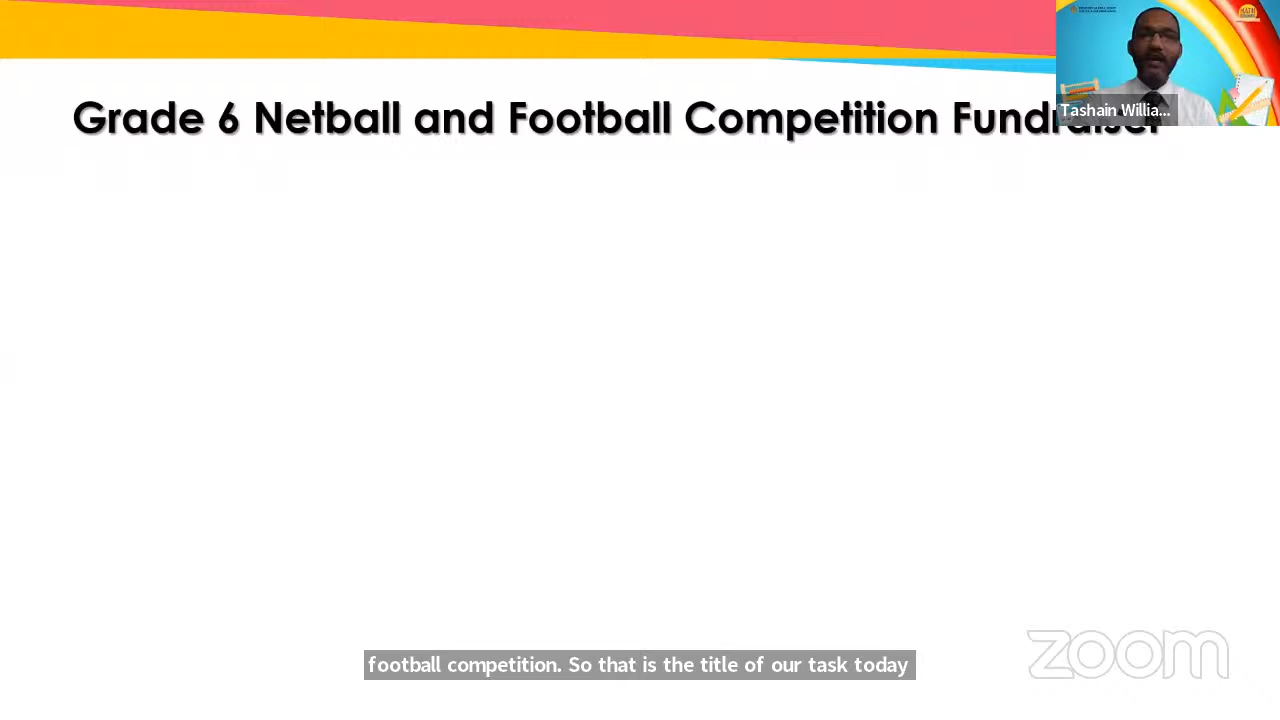 Grade 6 Netball and Football Competition Fundraiser
Tashain Willia...
MATH
football competition. So that is the title of our task today
zoom